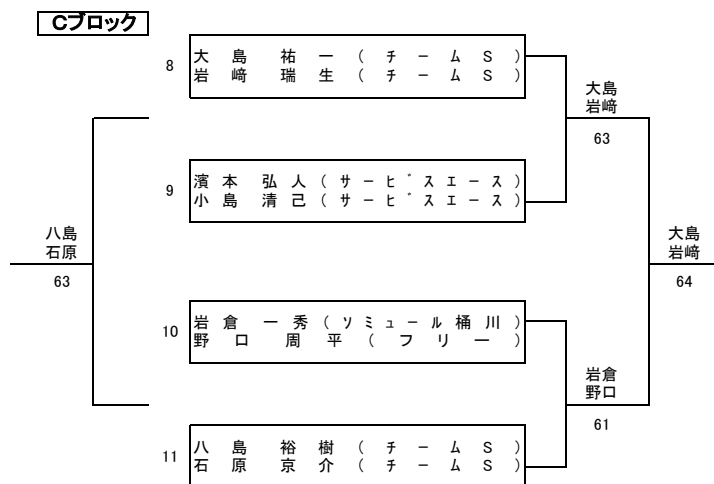 Cブロック
8
大島 祐一(チームS)
岩﨑 瑞生(チームS)
大島
岩﨑
63
9
濱本 弘人(サービスエース)
小島 清己(サービスエース)
八島
石原
63
大島
岩﨑
64
10
岩倉 一秀(ソミュール桶川)
野口 周平(フリー)
岩倉
野口
61
11
八島 裕樹(チームS)
石原 京介(チームS)